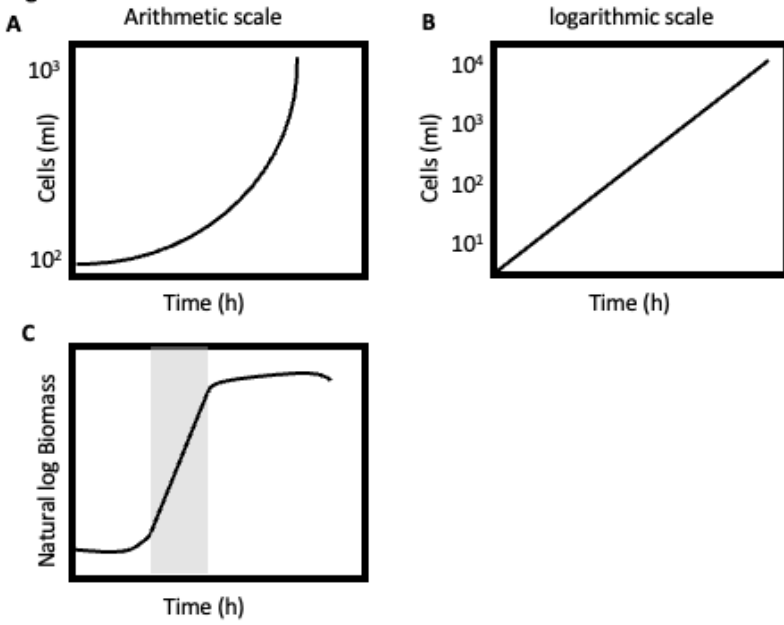 A
Arithmetic scale
10³
Cells (ml)
10²
Time (h)
B
logarithmic scale
10⁴
10³
Cells (ml)
10²
10¹
Time (h)
C
Natural log Biomass
Time (h)